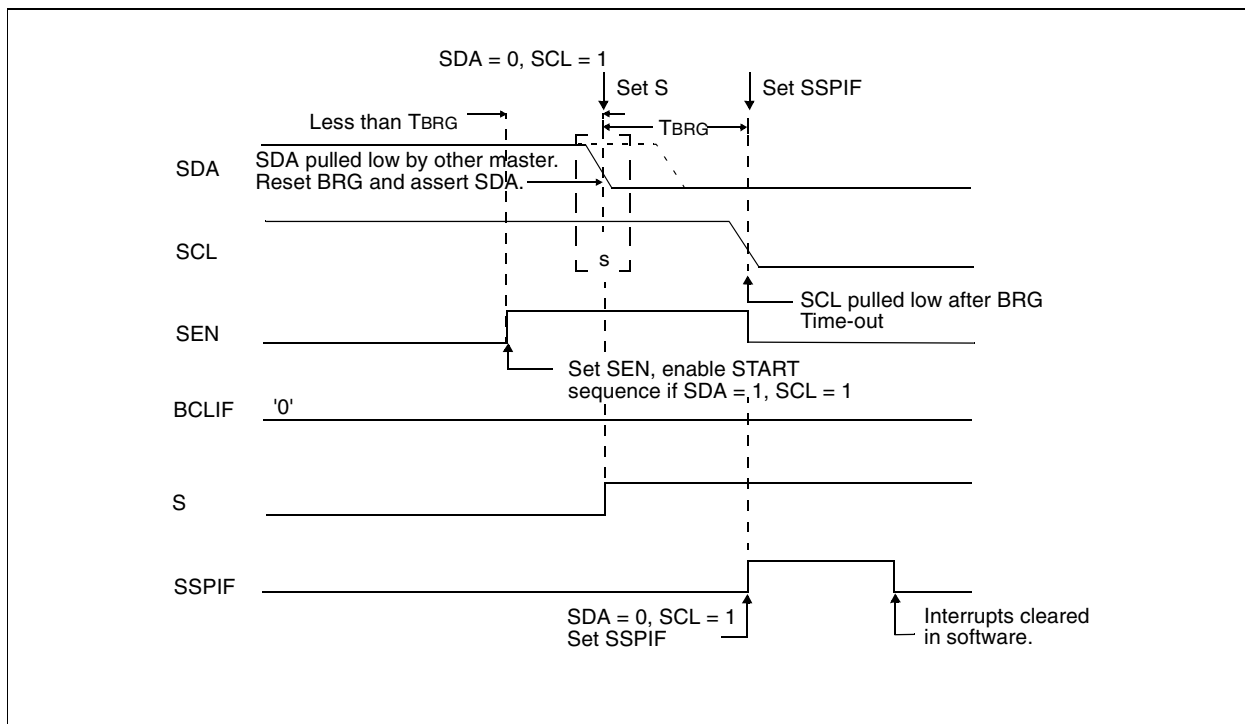 SDA = 0, SCL = 1
Set S
Set SSPIF
Less than TBRG
TBRG
SDA
SDA pulled low by other master.
Reset BRG and assert SDA.
SCL
s
SCL pulled low after BRG
Time-out
SEN
Set SEN, enable START
sequence if SDA = 1, SCL = 1
BCLIF
'0'
S
SSPIF
SDA = 0, SCL = 1
Set SSPIF
Interrupts cleared
in software.